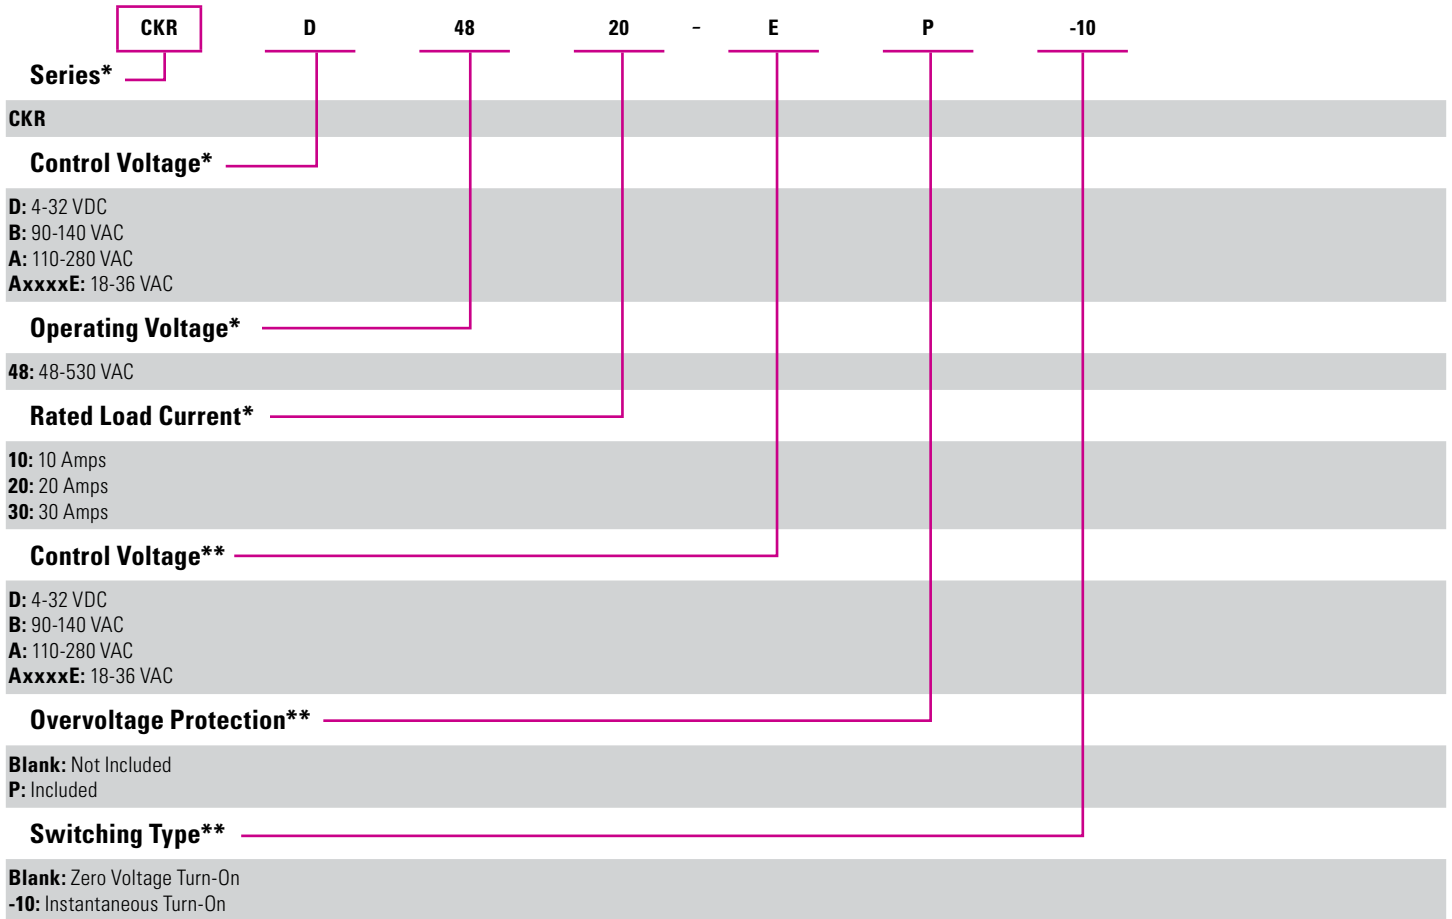 CKR D 48 20 – E P -10
Series*
CKR
Control Voltage*
D: 4-32 VDC
B: 90-140 VAC
A: 110-280 VAC
AxxxxE: 18-36 VAC
Operating Voltage*
48: 48-530 VAC
Rated Load Current*
10: 10 Amps
20: 20 Amps
30: 30 Amps
Control Voltage**
D: 4-32 VDC
B: 90-140 VAC
A: 110-280 VAC
AxxxxE: 18-36 VAC
Overvoltage Protection**
Blank: Not Included
P: Included
Switching Type**
Blank: Zero Voltage Turn-On
-10: Instantaneous Turn-On